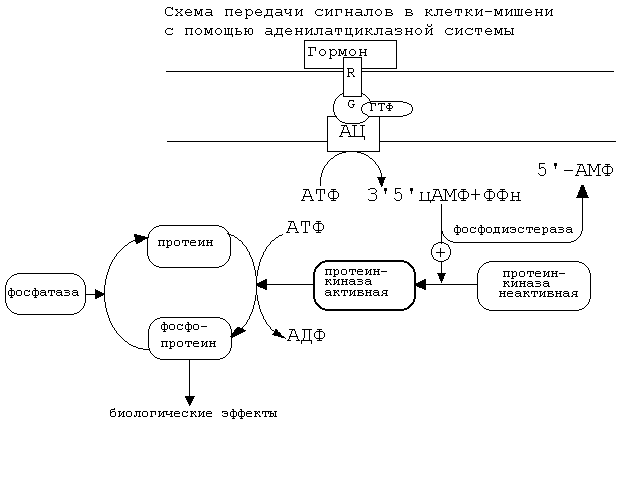 Схема передачи сигналов в клетки-мишени
с помощью аденилатциклазной системы
Гормон
R
G
ГТФ
АЦ
5'-АМФ
АТФ
3'5'цАМФ+ФФн
фосфодиэстераза
АТФ
протеин
+
протеин-
киназа
активная
протеин-
киназа
неактивная
фосфатаза
фосфо-
протеин
АДФ
биологические эффекты